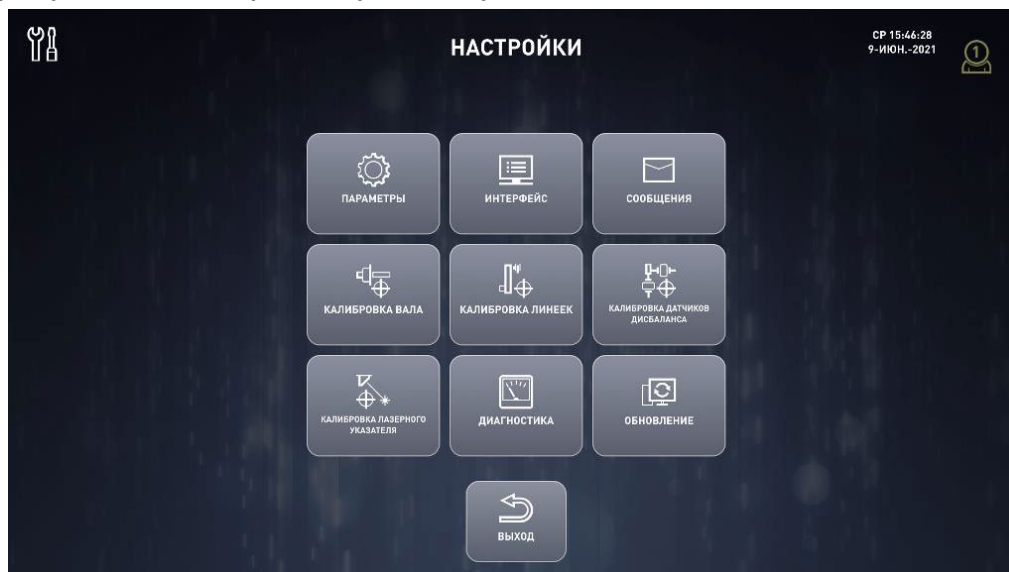 НАСТРОЙКИ
СР 15:46:28
9-ИЮН.-2021
1
ПАРАМЕТРЫ
ИНТЕРФЕЙС
СООБЩЕНИЯ
КАЛИБРОВКА ВАЛА
КАЛИБРОВКА ЛИНЕЕК
КАЛИБРОВКА ДАТЧИКОВ
ДИСБАЛАНСА
КАЛИБРОВКА ЛАЗЕРНОГО
УКАЗАТЕЛЯ
ДИАГНОСТИКА
ОБНОВЛЕНИЕ
ВЫХОД